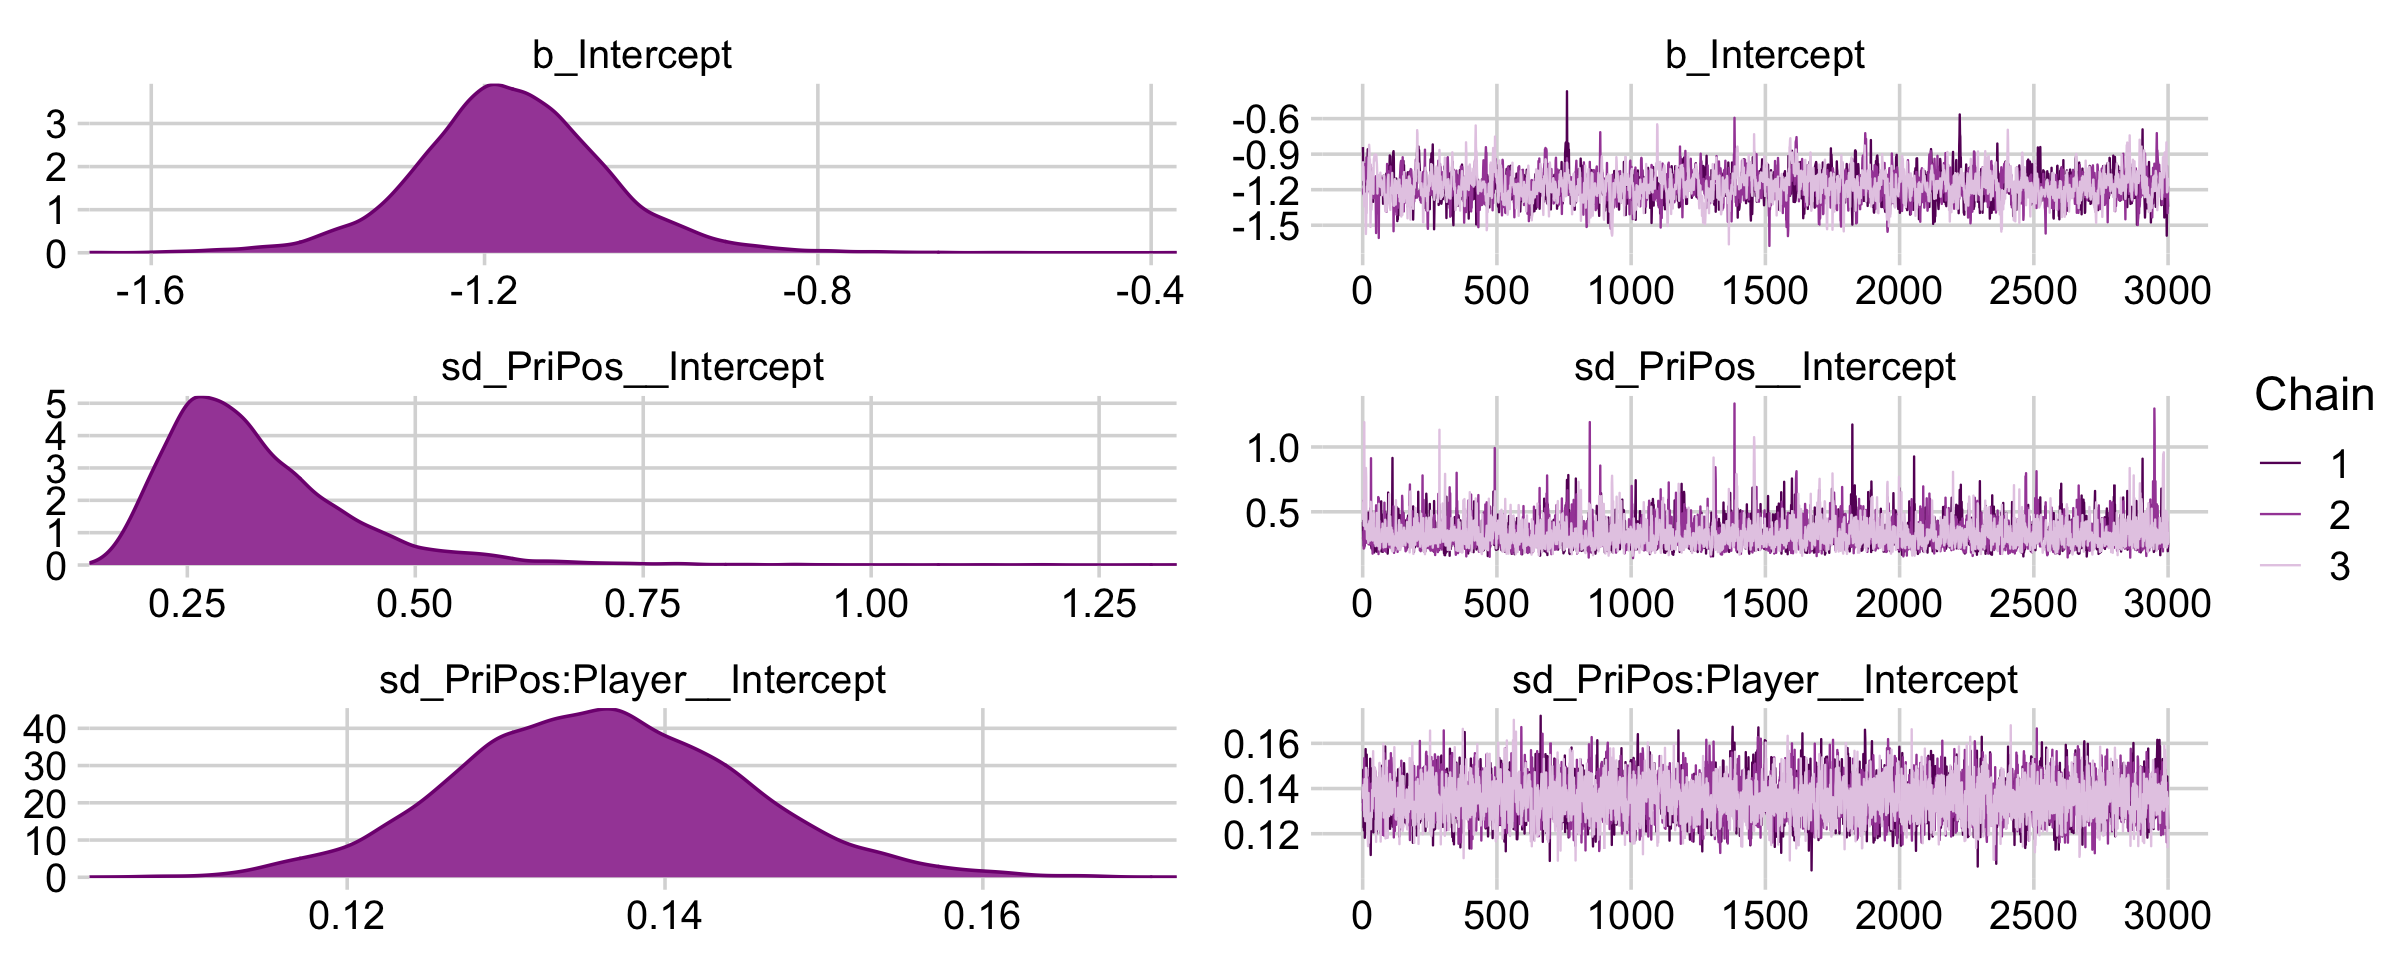 b_Intercept
3
2
1
0
-1.6 -1.2 -0.8 -0.4
b_Intercept
-0.6
-0.9
-1.2
-1.5
0 500 1000 1500 2000 2500 3000
sd_PriPos__Intercept
5
4
3
2
1
0
0.25 0.50 0.75 1.00 1.25
sd_PriPos__Intercept
1.0
0.5
0 500 1000 1500 2000 2500 3000
sd_PriPos:Player__Intercept
40
30
20
10
0
0.12 0.14 0.16
sd_PriPos:Player__Intercept
0.16
0.14
0.12
0 500 1000 1500 2000 2500 3000
Chain
1
2
3